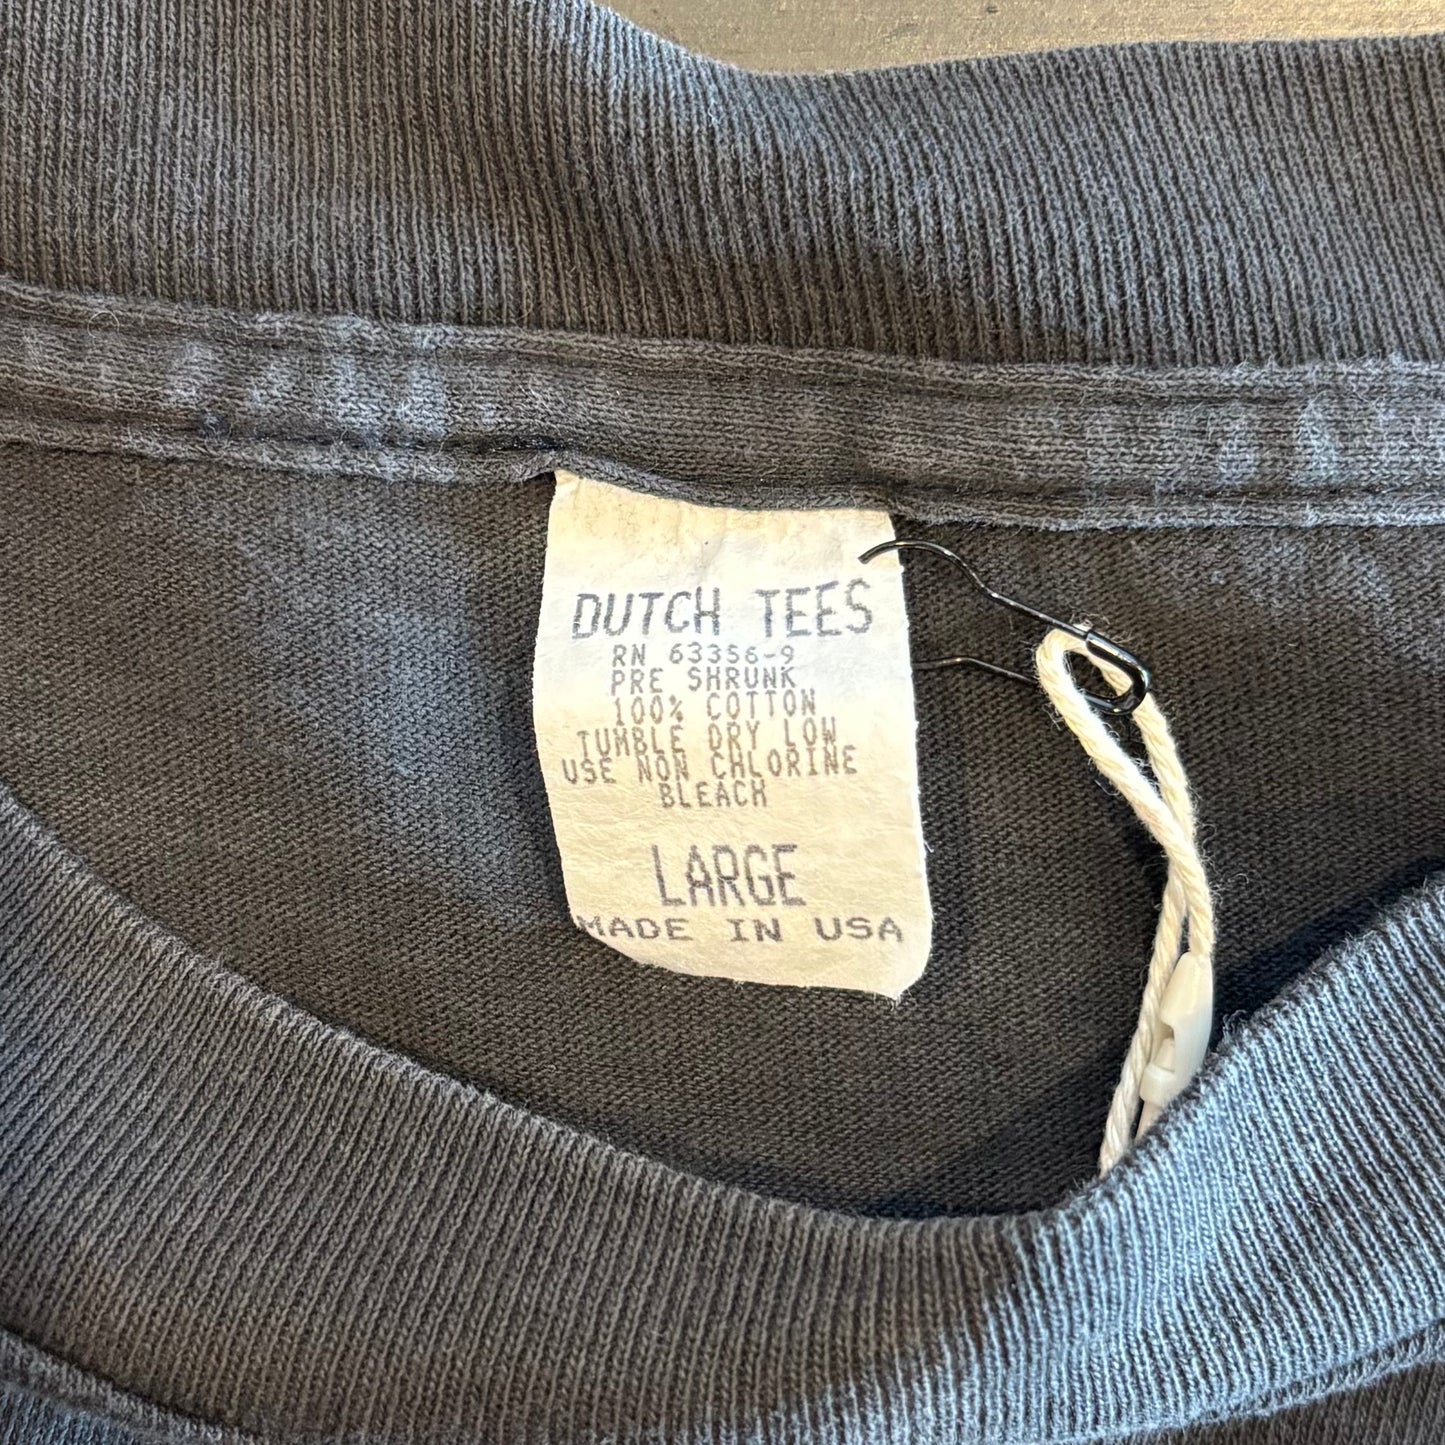 DUTCH TEES
RN 63356-9
PRE SHRUNK
100% COTTON
TUMBLE DRY LOW
USE NON CHLORINE
BLEACH
LARGE
MADE IN USA